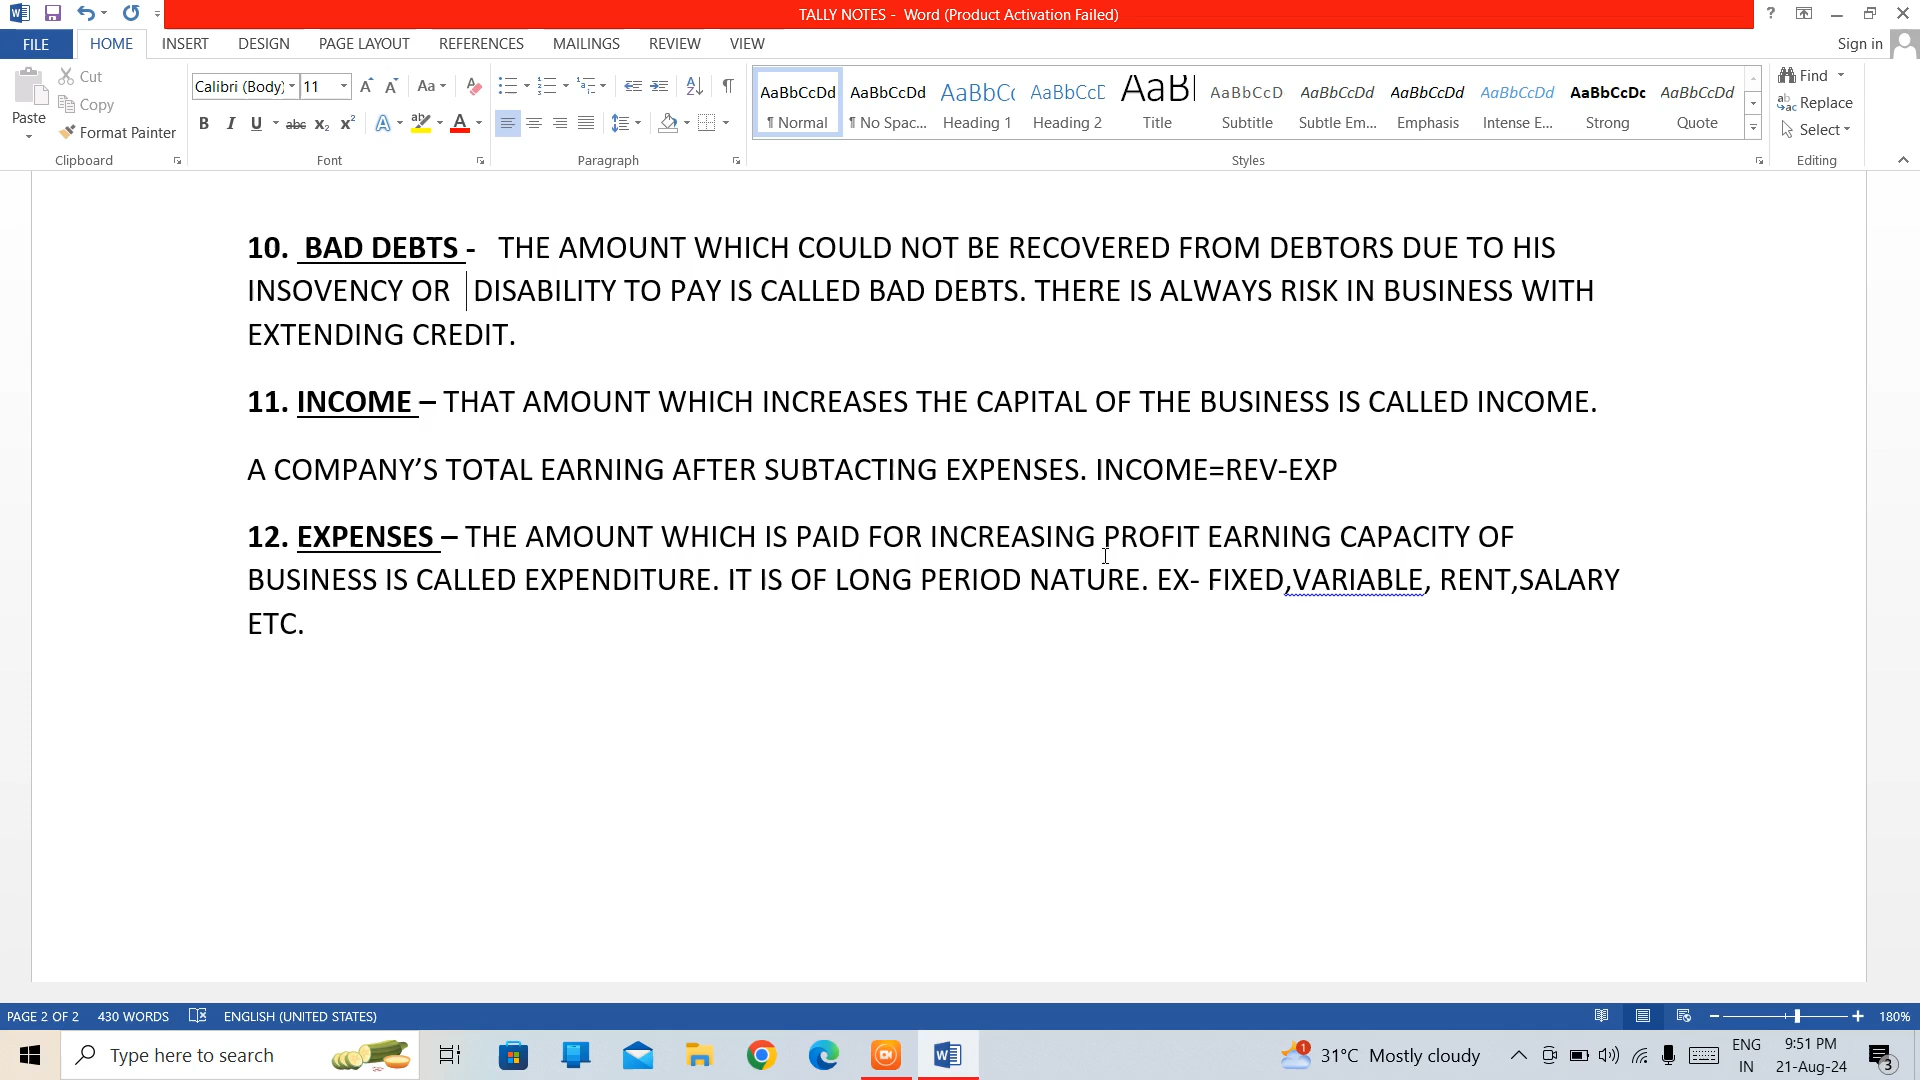 TALLY NOTES - Word (Product Activation Failed)
FILE HOME INSERT DESIGN PAGE LAYOUT REFERENCES MAILINGS REVIEW VIEW Sign in
Paste Cut
Copy
Format Painter
Clipboard
Calibri (Body) 11
Font
Paragraph
AaBbCcDd AaBbCcDd AaBbCc AaBbCcD AaBl AaBbCcD AaBbCcDd AaBbCcDd AaBbCcDd AaBbCcDc AaBbCcDd
¶ Normal ¶ No Spac... Heading 1 Heading 2 Title Subtitle Subtle Em... Emphasis Intense E... Strong Quote
Styles
Find
Replace
Select
Editing
10. BAD DEBTS - THE AMOUNT WHICH COULD NOT BE RECOVERED FROM DEBTORS DUE TO HIS
INSOVENCY OR DISABILITY TO PAY IS CALLED BAD DEBTS. THERE IS ALWAYS RISK IN BUSINESS WITH
EXTENDING CREDIT.
11. INCOME – THAT AMOUNT WHICH INCREASES THE CAPITAL OF THE BUSINESS IS CALLED INCOME.
A COMPANY’S TOTAL EARNING AFTER SUBTACTING EXPENSES. INCOME=REV-EXP
12. EXPENSES – THE AMOUNT WHICH IS PAID FOR INCREASING PROFIT EARNING CAPACITY OF
BUSINESS IS CALLED EXPENDITURE. IT IS OF LONG PERIOD NATURE. EX- FIXED,VARIABLE, RENT,SALARY
ETC.
PAGE 2 OF 2 430 WORDS ENGLISH (UNITED STATES) 180%
Type here to search
1 31°C Mostly cloudy
ENG
IN
9:51 PM
21-Aug-24
3